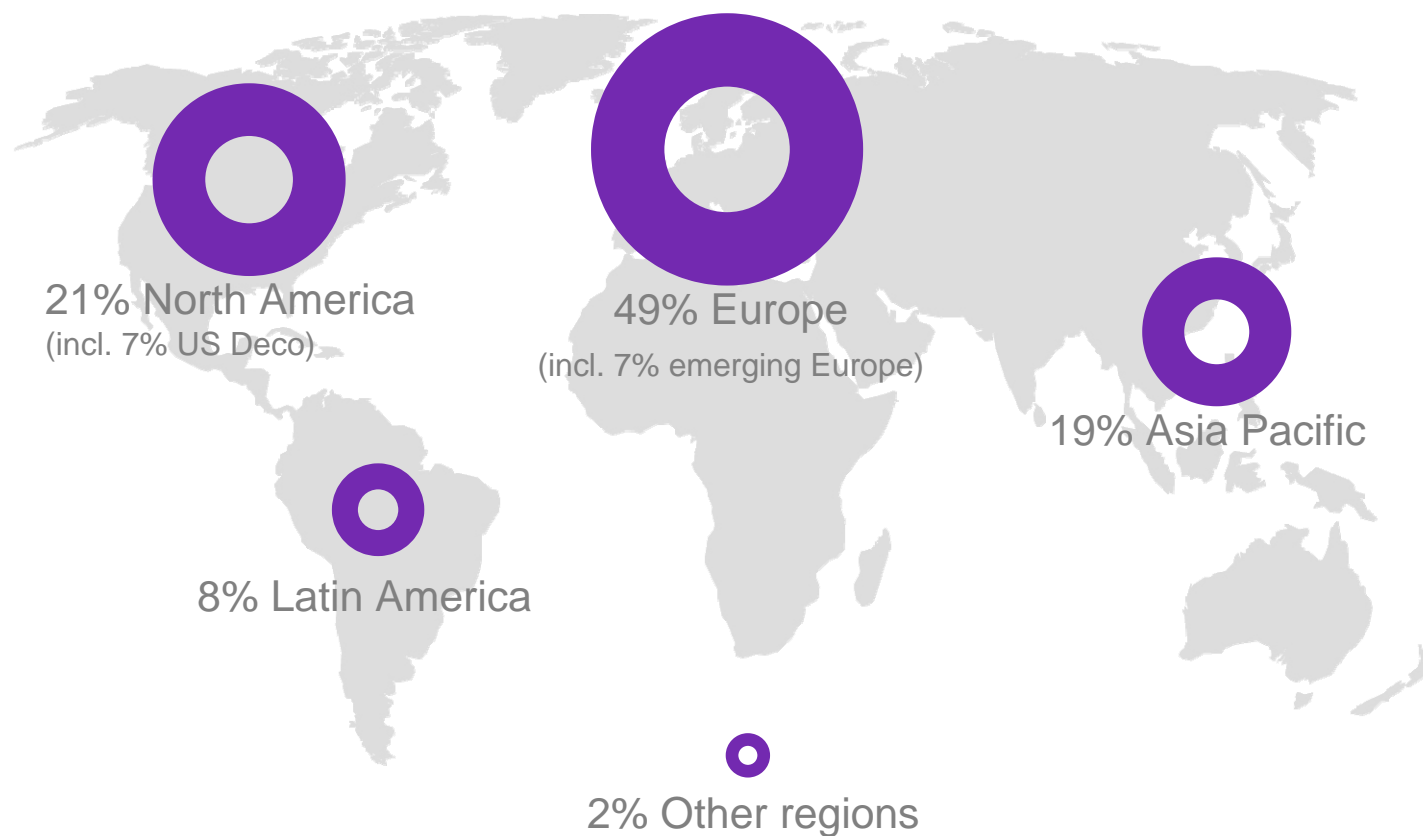 21% North America
(incl. 7% US Deco)
49% Europe
(incl. 7% emerging Europe)
19% Asia Pacific
8% Latin America
2% Other regions